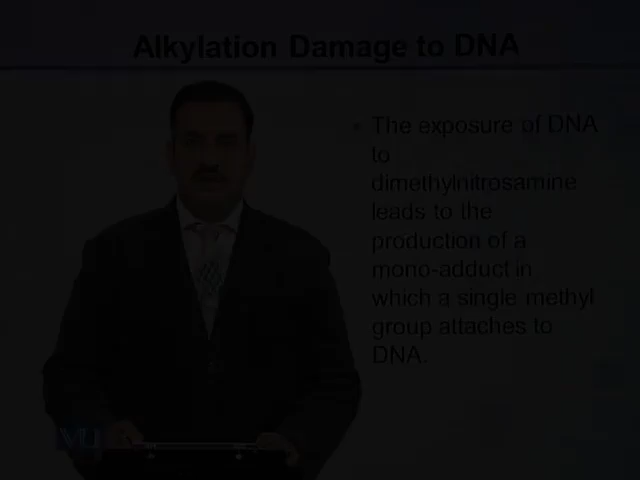 Alkylation Damage to DNA
• The exposure of DNA
to
dimethylnitrosamine
leads to the
production of a
mono-adduct in
which a single methyl
group attaches to
DNA.
VU